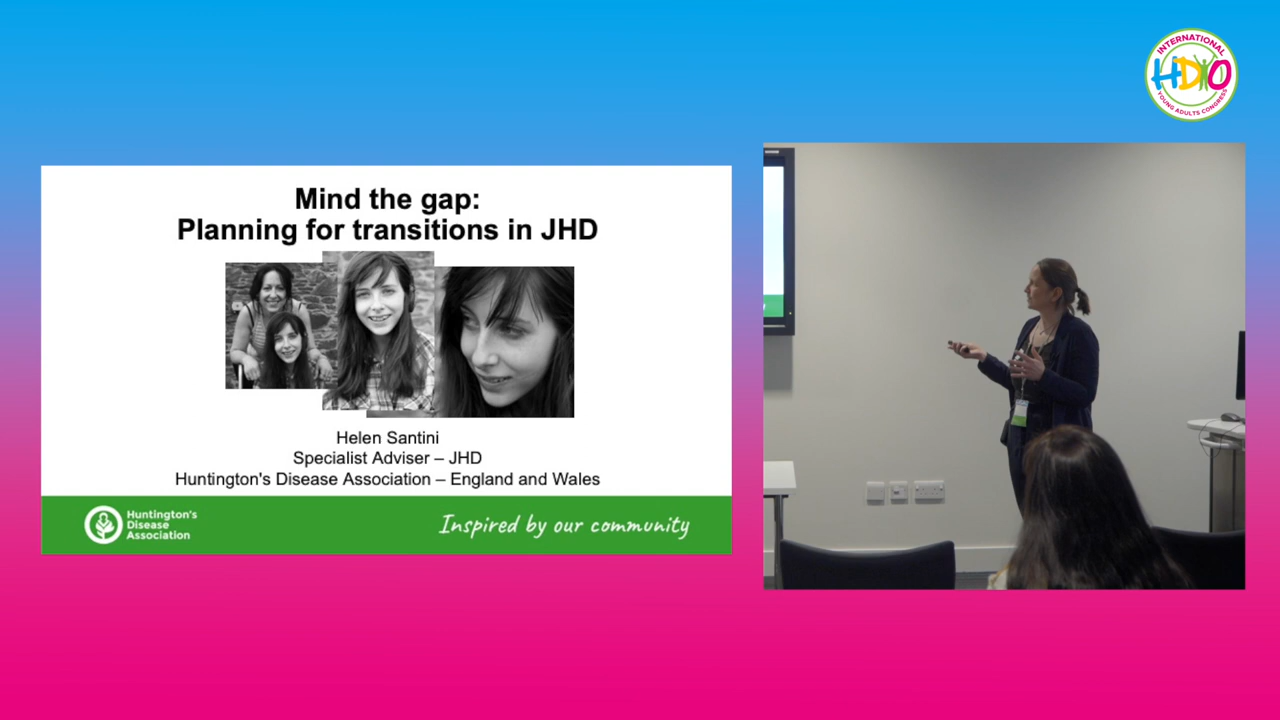 INTERNATIONAL
HDYO
YOUNG ADULTS CONGRESS
Mind the gap:
Planning for transitions in JHD
Helen Santini
Specialist Adviser – JHD
Huntington's Disease Association – England and Wales
Huntington's
Disease
Association
Inspired by our community